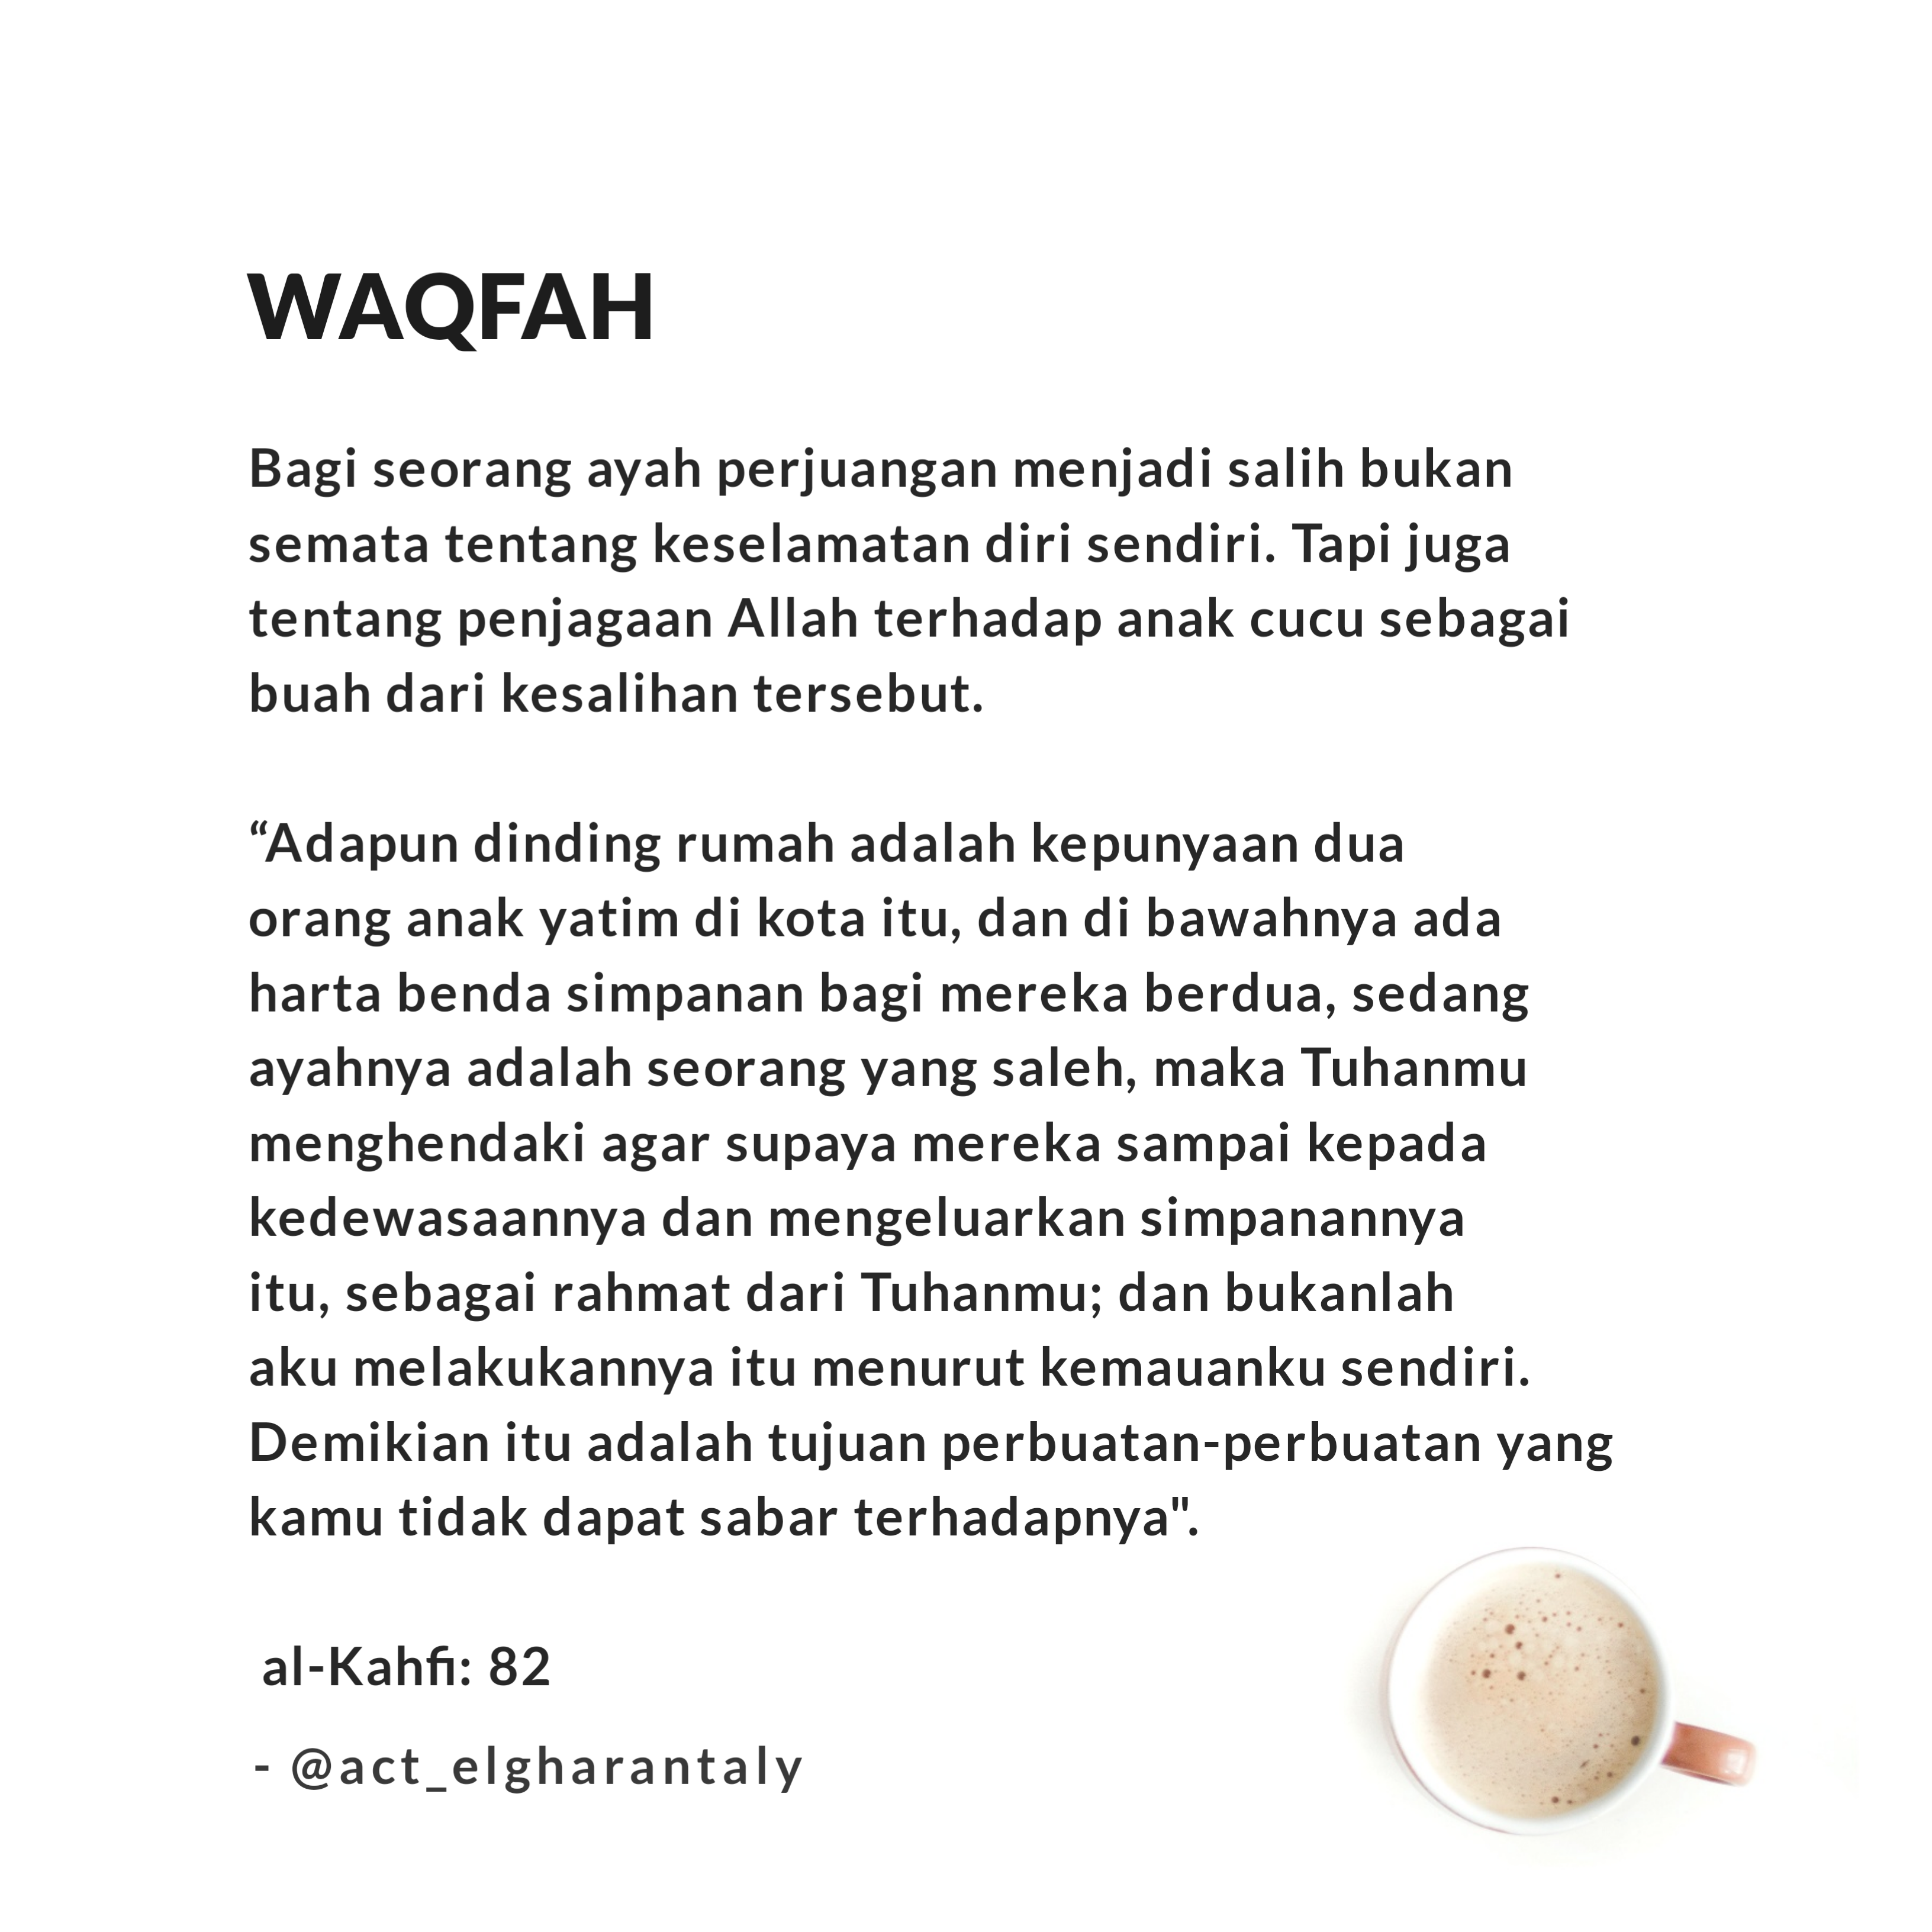 WAQFAH
Bagi seorang ayah perjuangan menjadi salih bukan
semata tentang keselamatan diri sendiri. Tapi juga
tentang penjagaan Allah terhadap anak cucu sebagai
buah dari kesalihan tersebut.
“Adapun dinding rumah adalah kepunyaan dua
orang anak yatim di kota itu, dan di bawahnya ada
harta benda simpanan bagi mereka berdua, sedang
ayahnya adalah seorang yang saleh, maka Tuhanmu
menghendaki agar supaya mereka sampai kepada
kedewasaannya dan mengeluarkan simpanannya
itu, sebagai rahmat dari Tuhanmu; dan bukanlah
aku melakukannya itu menurut kemauanku sendiri.
Demikian itu adalah tujuan perbuatan-perbuatan yang
kamu tidak dapat sabar terhadapnya".
al-Kahfi: 82
- @act_elgharantaly